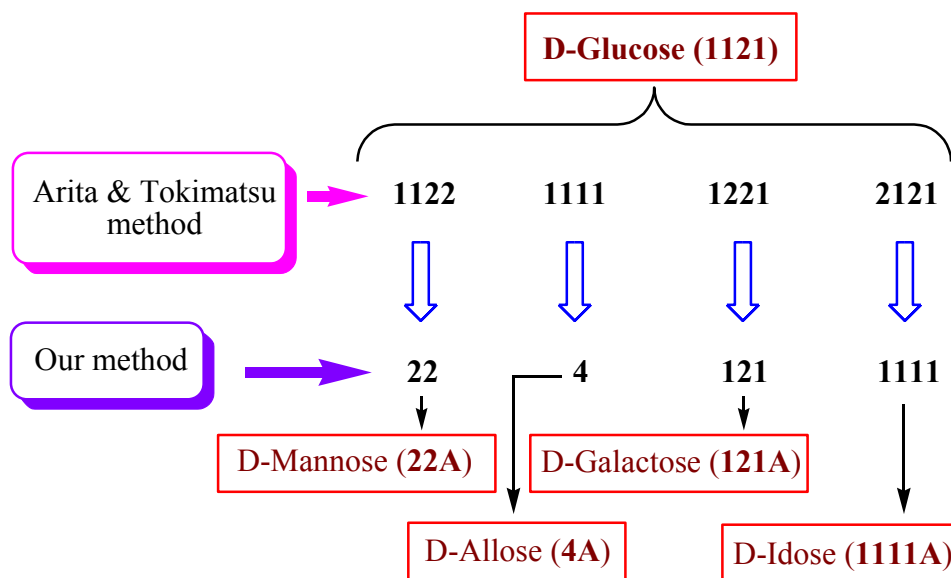 D-Glucose (1121)
Arita & Tokimatsu
method
1122 1111 1221 2121
Our method
22 4 121 1111
D-Mannose (22A) D-Galactose (121A)
D-Allose (4A) D-Idose (1111A)